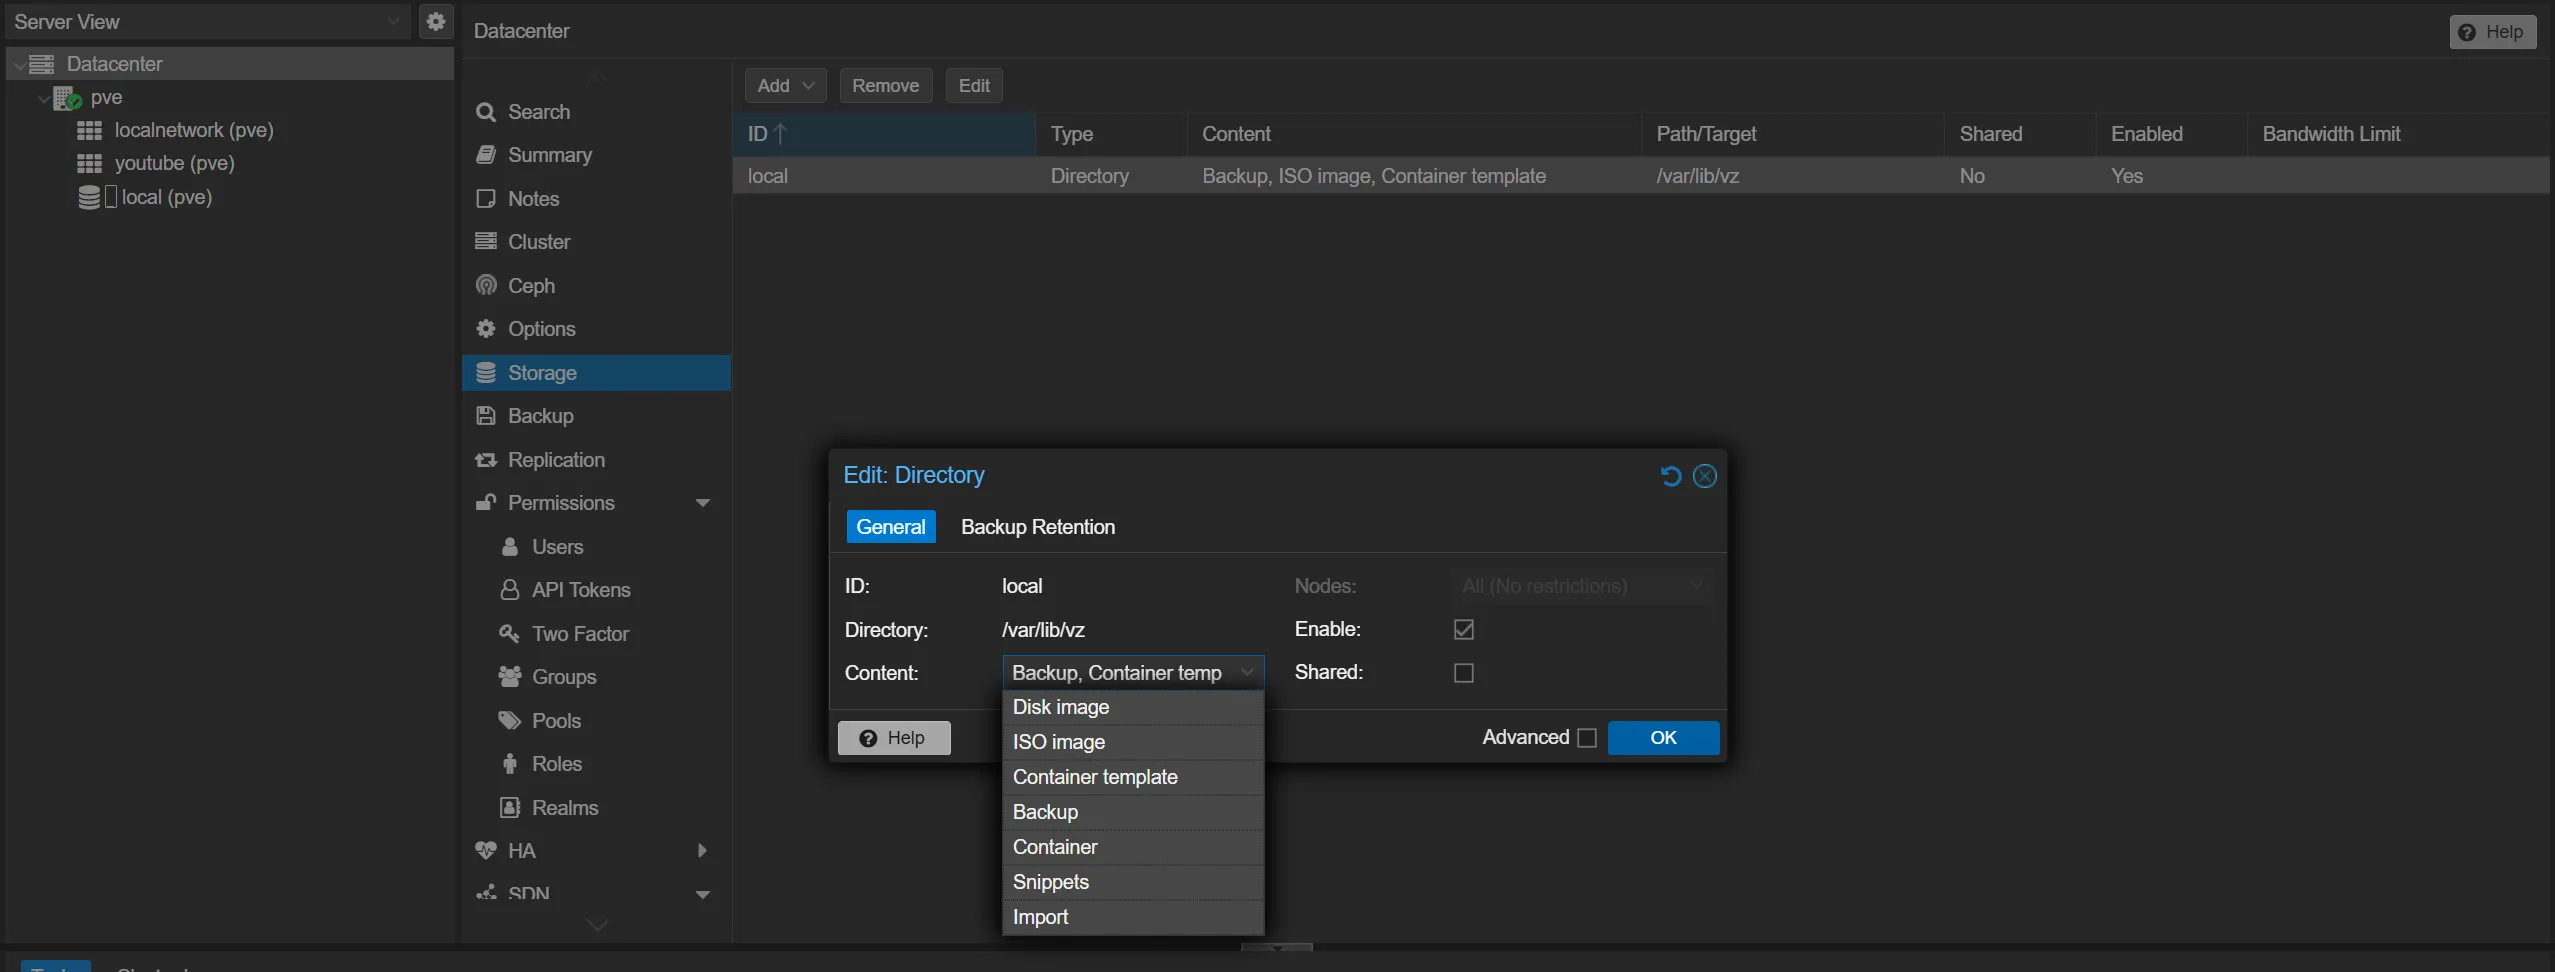 Server View
Datacenter
pve
localnetwork (pve)
youtube (pve)
local (pve)
Datacenter
Help
Search
Summary
Notes
Cluster
Ceph
Options
Storage
Backup
Replication
Permissions
Users
API Tokens
Two Factor
Groups
Pools
Roles
Realms
HA
SDN
Add Remove Edit
ID Type Content Path/Target Shared Enabled Bandwidth Limit
local Directory Backup, ISO image, Container template /var/lib/vz No Yes
Edit: Directory
General Backup Retention
ID: local Nodes: All (No restrictions)
Directory: /var/lib/vz Enable:
Content: Backup, Container temp Shared:
Disk image
ISO image
Container template
Backup
Container
Snippets
Import
Help Advanced OK